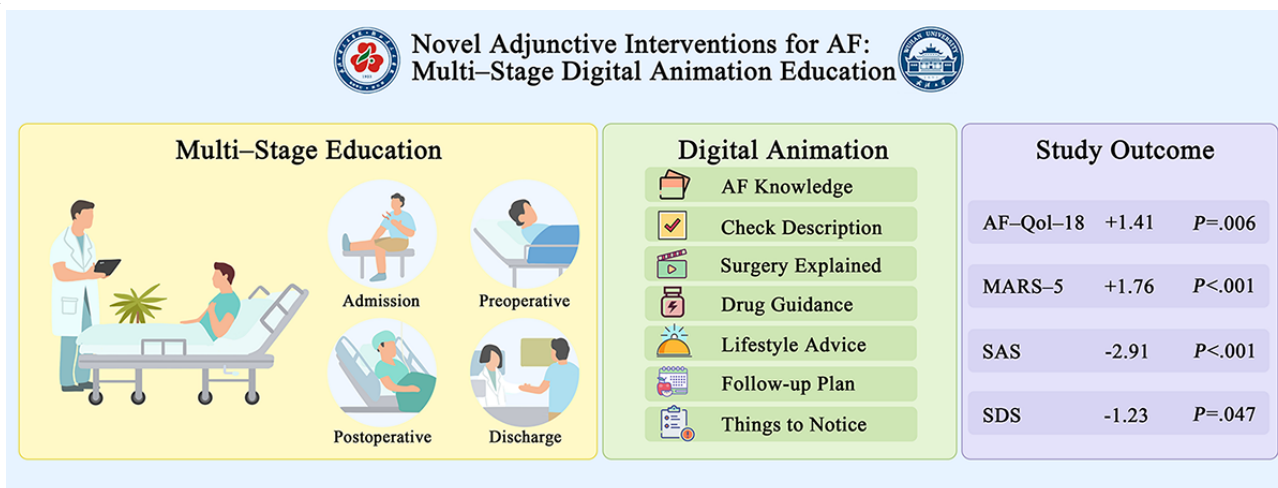 Novel Adjunctive Interventions for AF:
Multi–Stage Digital Animation Education
WUHAN UNIVERSITY
Multi–Stage Education
Admission
Preoperative
Postoperative
Discharge
Digital Animation
AF Knowledge
Check Description
Surgery Explained
Drug Guidance
Lifestyle Advice
Follow-up Plan
Things to Notice
Study Outcome
AF–Qol–18 +1.41 P=.006
MARS–5 +1.76 P<.001
SAS -2.91 P<.001
SDS -1.23 P=.047